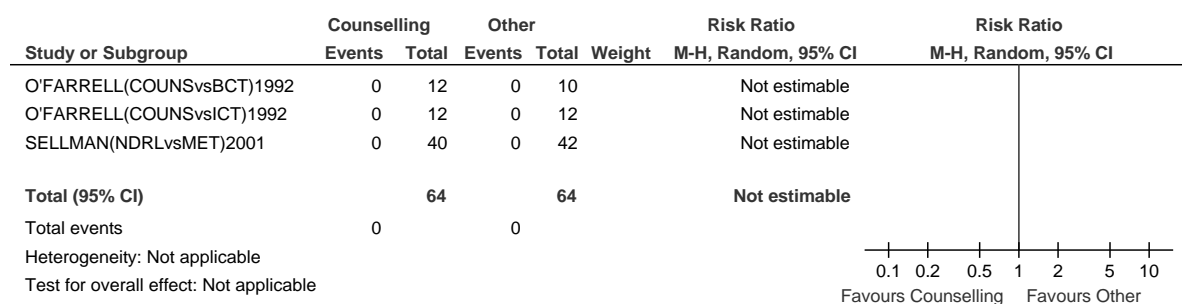 Counselling Other Risk Ratio Risk Ratio
Study or Subgroup Events Total Events Total Weight M-H, Random, 95% CI M-H, Random, 95% CI
O'FARRELL(COUNSvsBCT)1992 0 12 0 10 Not estimable
O'FARRELL(COUNSvsICT)1992 0 12 0 12 Not estimable
SELLMAN(NDRLvsMET)2001 0 40 0 42 Not estimable
Total (95% CI) 64 64 Not estimable
Total events 0 0
Heterogeneity: Not applicable
Test for overall effect: Not applicable
0.1 0.2 0.5 1 2 5 10
Favours Counselling Favours Other